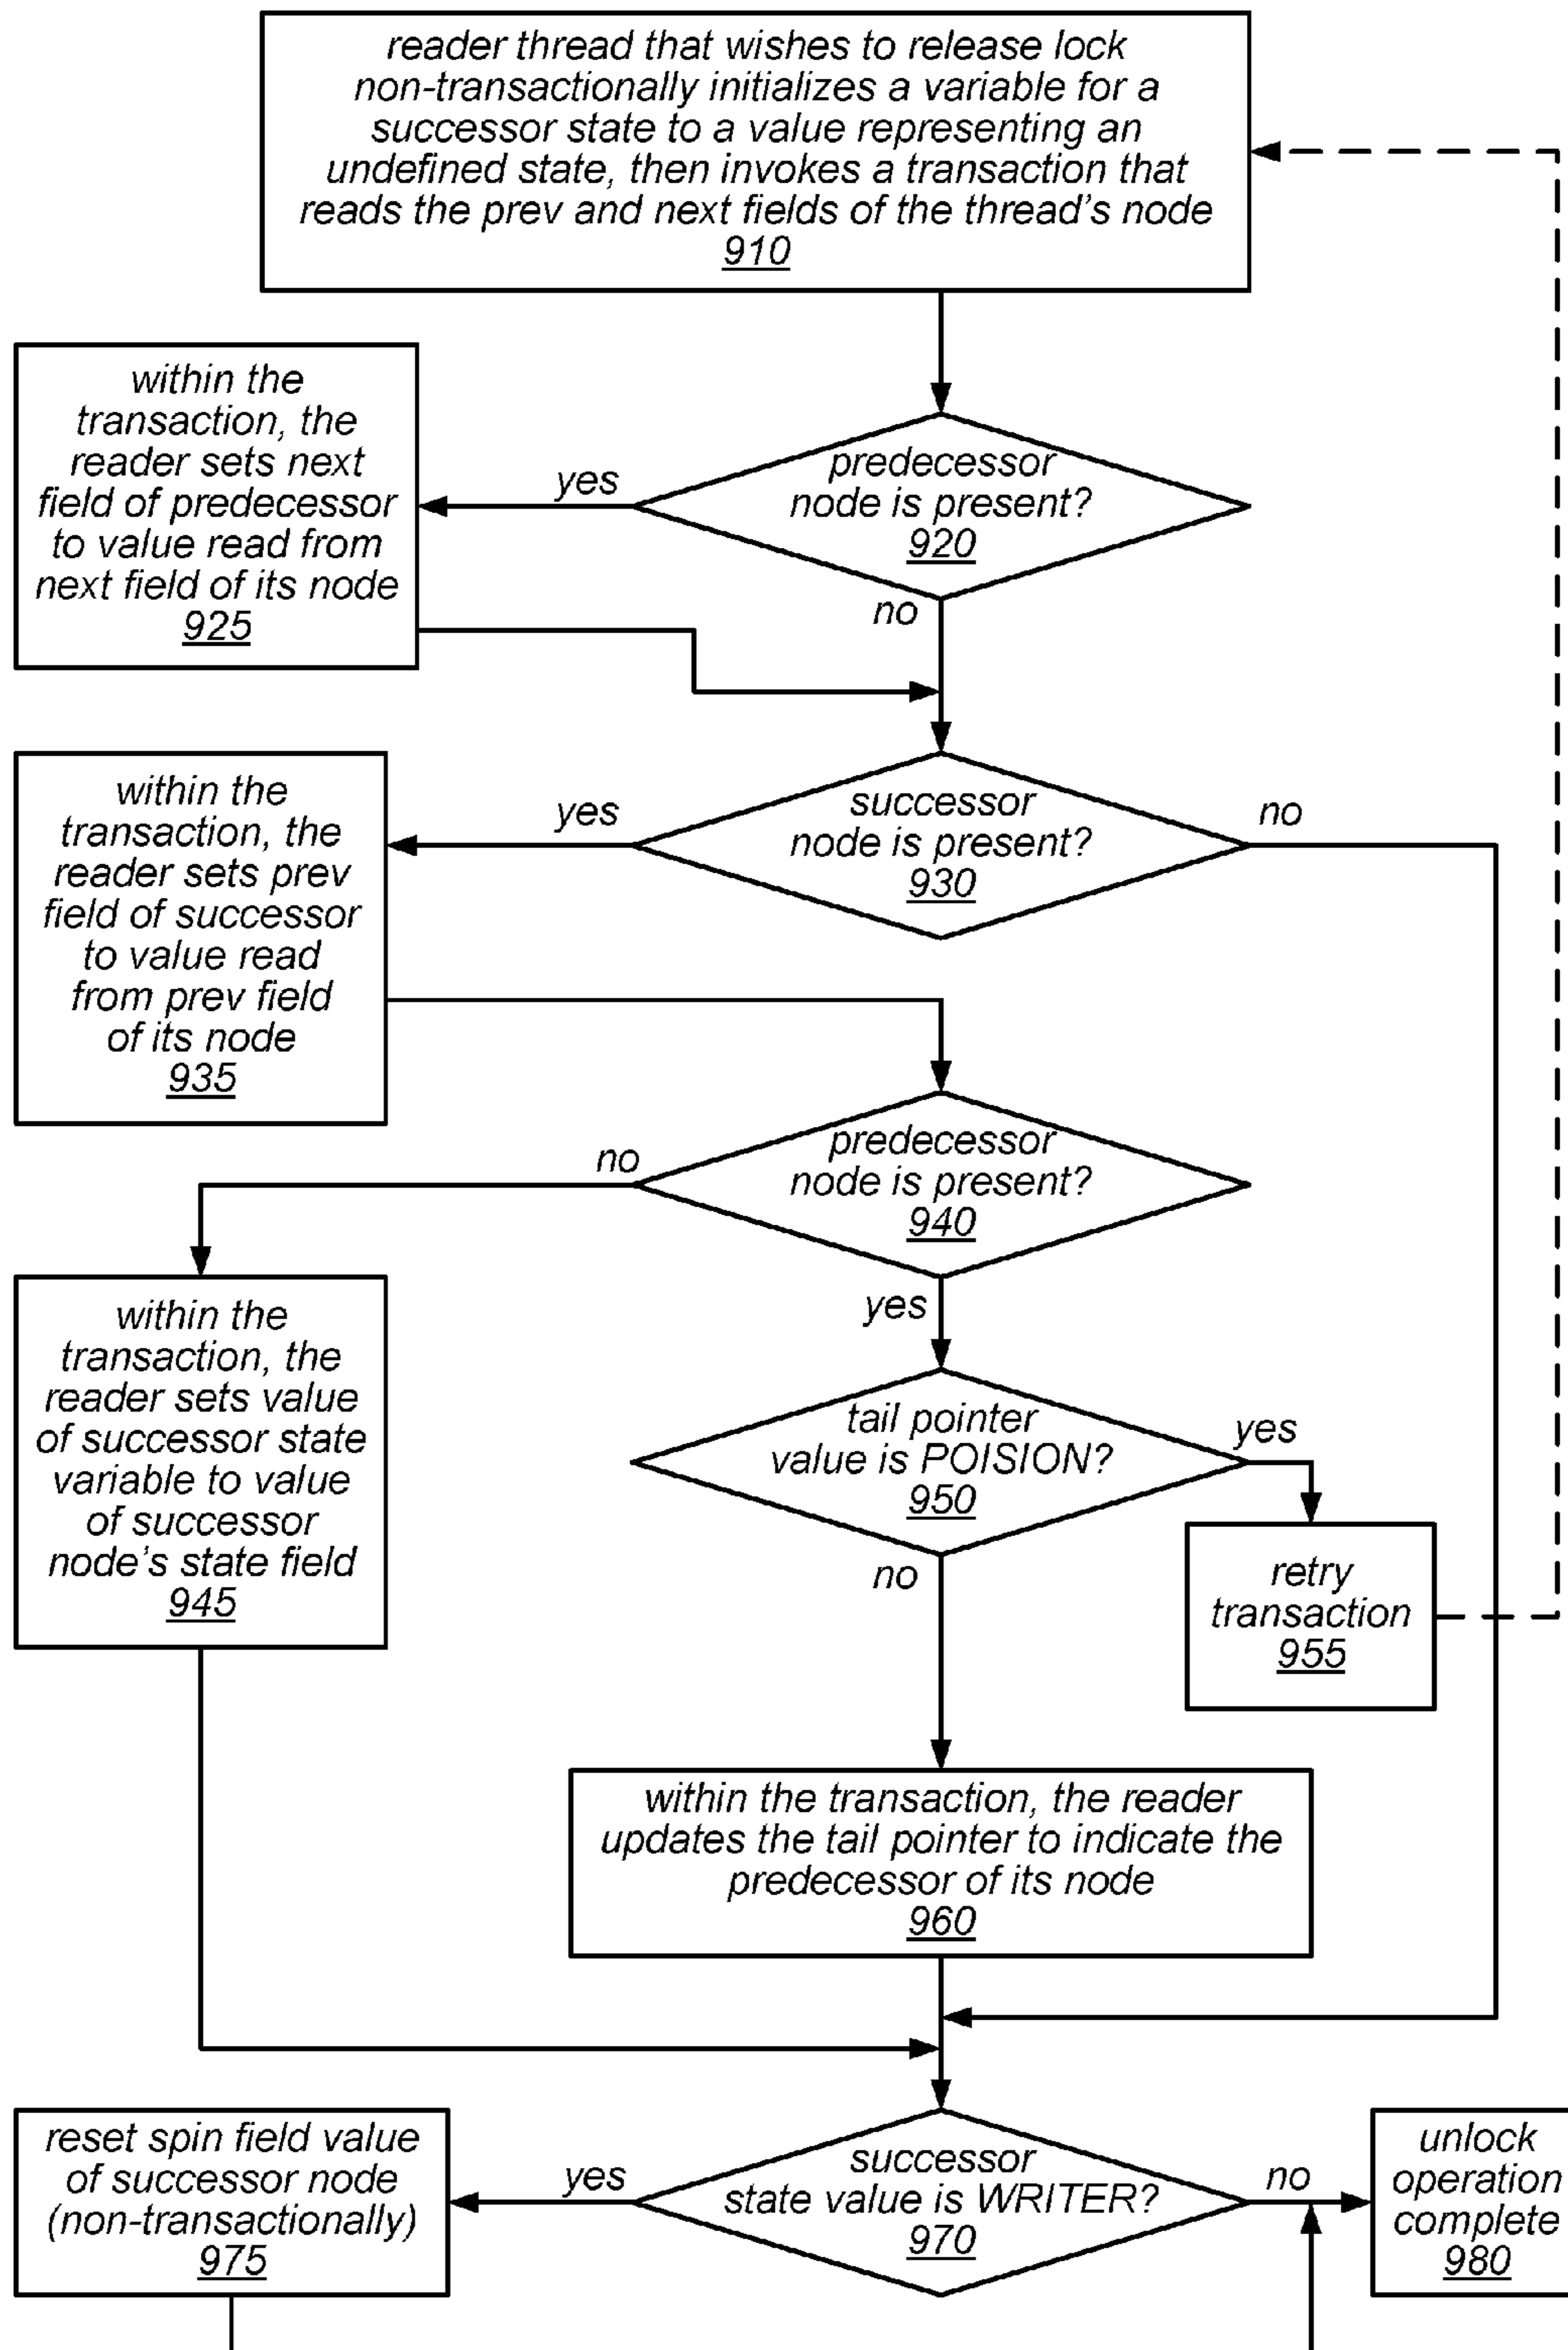 reader thread that wishes to release lock
non-transactionally initializes a variable for a
successor state to a value representing an
undefined state, then invokes a transaction that
reads the prev and next fields of the thread's node
910
within the
transaction, the
reader sets next
field of predecessor
to value read from
next field of its node
925
yes
predecessor
node is present?
920
no
within the
transaction, the
reader sets prev
field of successor
to value read
from prev field
of its node
935
yes
successor
node is present?
930
no
no
predecessor
node is present?
940
yes
within the
transaction, the
reader sets value
of successor state
variable to value
of successor
node's state field
945
tail pointer
value is POISION?
950
yes
no
retry
transaction
955
within the transaction, the reader
updates the tail pointer to indicate the
predecessor of its node
960
reset spin field value
of successor node
(non-transactionally)
975
yes
successor
state value is WRITER?
970
no
unlock
operation
complete
980